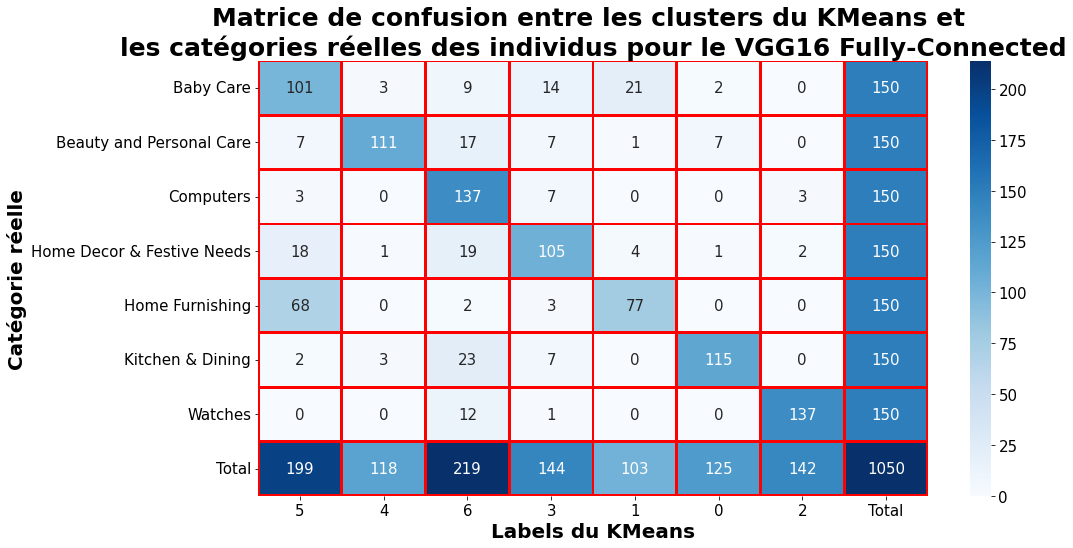 Matrice de confusion entre les clusters du KMeans et
les catégories réelles des individus pour le VGG16 Fully-Connected
Catégorie réelle
Baby Care 101 3 9 14 21 2 0 150
Beauty and Personal Care 7 111 17 7 1 7 0 150
Computers 3 0 137 7 0 0 3 150
Home Decor & Festive Needs 18 1 19 105 4 1 2 150
Home Furnishing 68 0 2 3 77 0 0 150
Kitchen & Dining 2 3 23 7 0 115 0 150
Watches 0 0 12 1 0 0 137 150
Total 199 118 219 144 103 125 142 1050
5 4 6 3 1 0 2 Total
Labels du KMeans
200
175
150
125
100
75
50
25
0